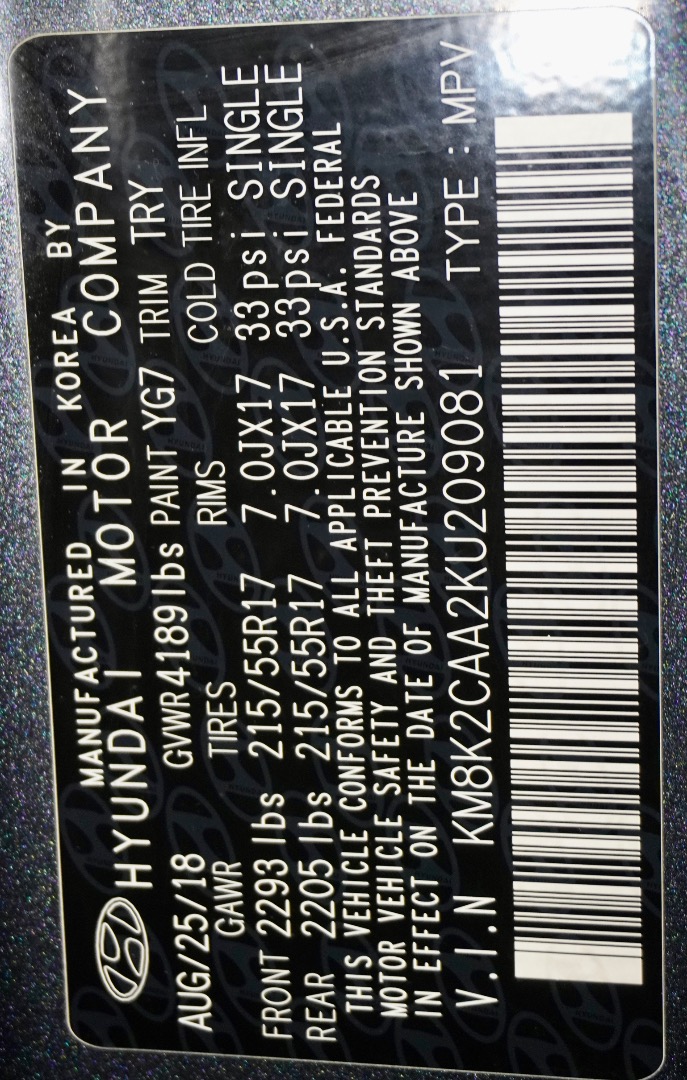 MANUFACTURED IN KOREA BY
HYUNDAI MOTOR COMPANY
AUG/25/18 GVWR4189lbs PAINT YG7 TRIM TRY
GAWR TIRES RIMS COLD TIRE INFL
FRONT 2293 lbs 215/55R17 7.0JX17 33psi SINGLE
REAR 2205 lbs 215/55R17 7.0JX17 33psi SINGLE
THIS VEHICLE CONFORMS TO ALL APPLICABLE U.S.A. FEDERAL
MOTOR VEHICLE SAFETY AND THEFT PREVENTION STANDARDS
IN EFFECT ON THE DATE OF MANUFACTURE SHOWN ABOVE
V.I.N KM8K2CAA2KU209081 TYPE : MPV